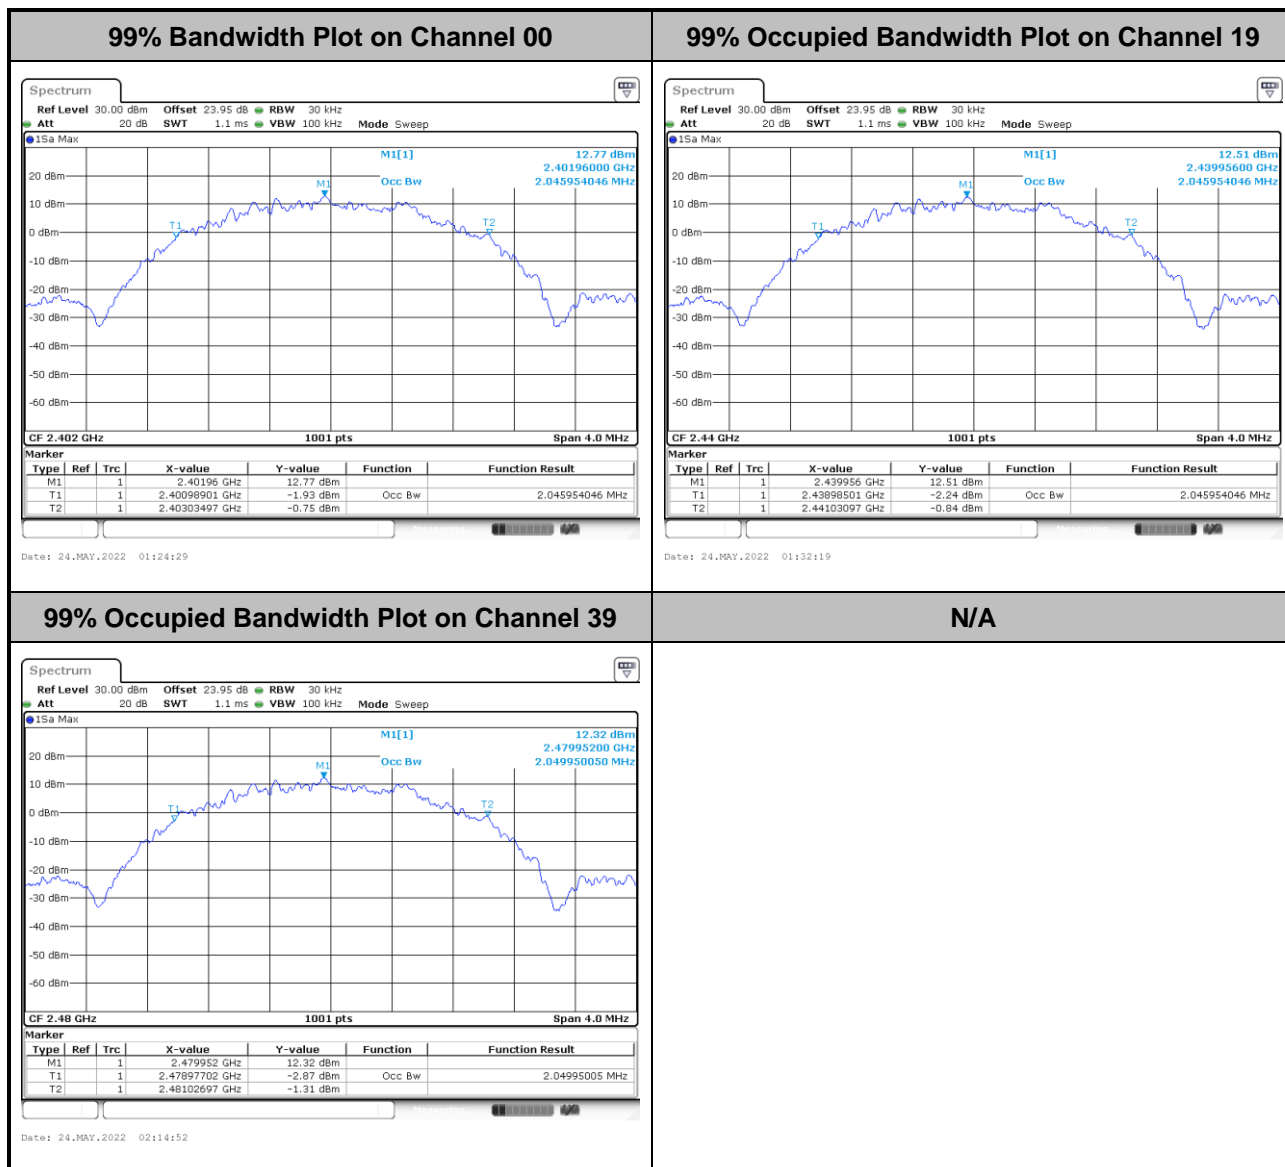 99% Bandwidth Plot on Channel 00
Spectrum
Ref Level 30.00 dBm Offset 23.95 dB RBW 30 kHz
Att 20 dB SWT 1.1 ms VBW 100 kHz Mode Sweep
1Sa Max
M1[1] 12.77 dBm
2.40196000 GHz
Occ Bw 2.045954046 MHz
20 dBm
M1
10 dBm
T1
T2
0 dBm
-10 dBm
-20 dBm
-30 dBm
-40 dBm
-50 dBm
-60 dBm
CF 2.402 GHz 1001 pts Span 4.0 MHz
Marker
Type Ref Trc X-value Y-value Function Function Result
M1 1 2.40196 GHz 12.77 dBm
T1 1 2.40098901 GHz -1.93 dBm Occ Bw 2.045954046 MHz
T2 1 2.40303497 GHz -0.75 dBm
Date: 24.MAY.2022 01:24:29
99% Occupied Bandwidth Plot on Channel 19
Spectrum
Ref Level 30.00 dBm Offset 23.95 dB RBW 30 kHz
Att 20 dB SWT 1.1 ms VBW 100 kHz Mode Sweep
1Sa Max
M1[1] 12.51 dBm
2.43995600 GHz
Occ Bw 2.045954046 MHz
20 dBm
M1
10 dBm
T1
T2
0 dBm
-10 dBm
-20 dBm
-30 dBm
-40 dBm
-50 dBm
-60 dBm
CF 2.44 GHz 1001 pts Span 4.0 MHz
Marker
Type Ref Trc X-value Y-value Function Function Result
M1 1 2.439956 GHz 12.51 dBm
T1 1 2.43898501 GHz -2.24 dBm Occ Bw 2.045954046 MHz
T2 1 2.44103097 GHz -0.84 dBm
Date: 24.MAY.2022 01:32:19
99% Occupied Bandwidth Plot on Channel 39
Spectrum
Ref Level 30.00 dBm Offset 23.95 dB RBW 30 kHz
Att 20 dB SWT 1.1 ms VBW 100 kHz Mode Sweep
1Sa Max
M1[1] 12.32 dBm
2.47995200 GHz
Occ Bw 2.049950050 MHz
20 dBm
M1
10 dBm
T1
T2
0 dBm
-10 dBm
-20 dBm
-30 dBm
-40 dBm
-50 dBm
-60 dBm
CF 2.48 GHz 1001 pts Span 4.0 MHz
Marker
Type Ref Trc X-value Y-value Function Function Result
M1 1 2.479952 GHz 12.32 dBm
T1 1 2.47897702 GHz -2.87 dBm Occ Bw 2.04995005 MHz
T2 1 2.48102697 GHz -1.31 dBm
Date: 24.MAY.2022 02:14:52
N/A